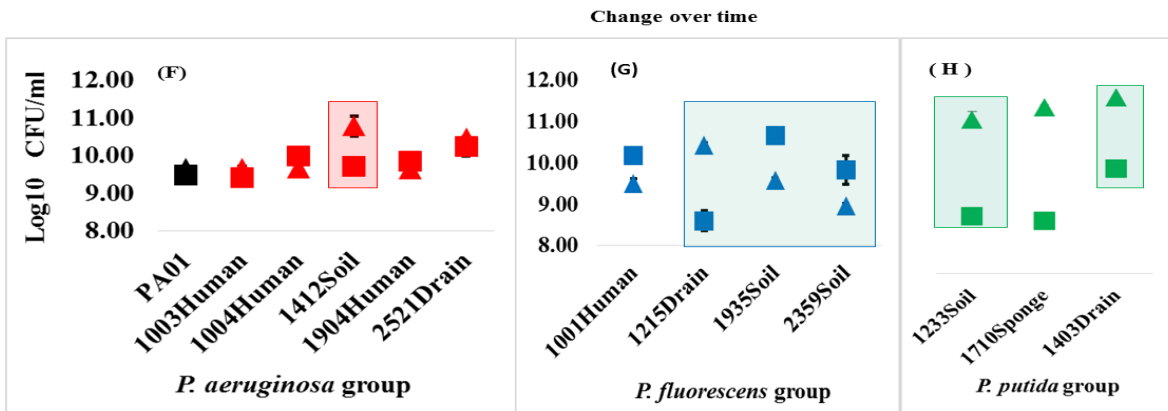 Change over time
(F)
(G)
( H )
Log10 CFU/ml
12.00
11.00
10.00
9.00
8.00
12.00
11.00
10.00
9.00
8.00
PA01
1003Human
1004Human
1412Soil
1904Human
2521Drain
1001Human
1215Drain
1935Soil
2359Soil
1233Soil
1710Sponge
1403Drain
P. aeruginosa group
P. fluorescens group
P. putida group